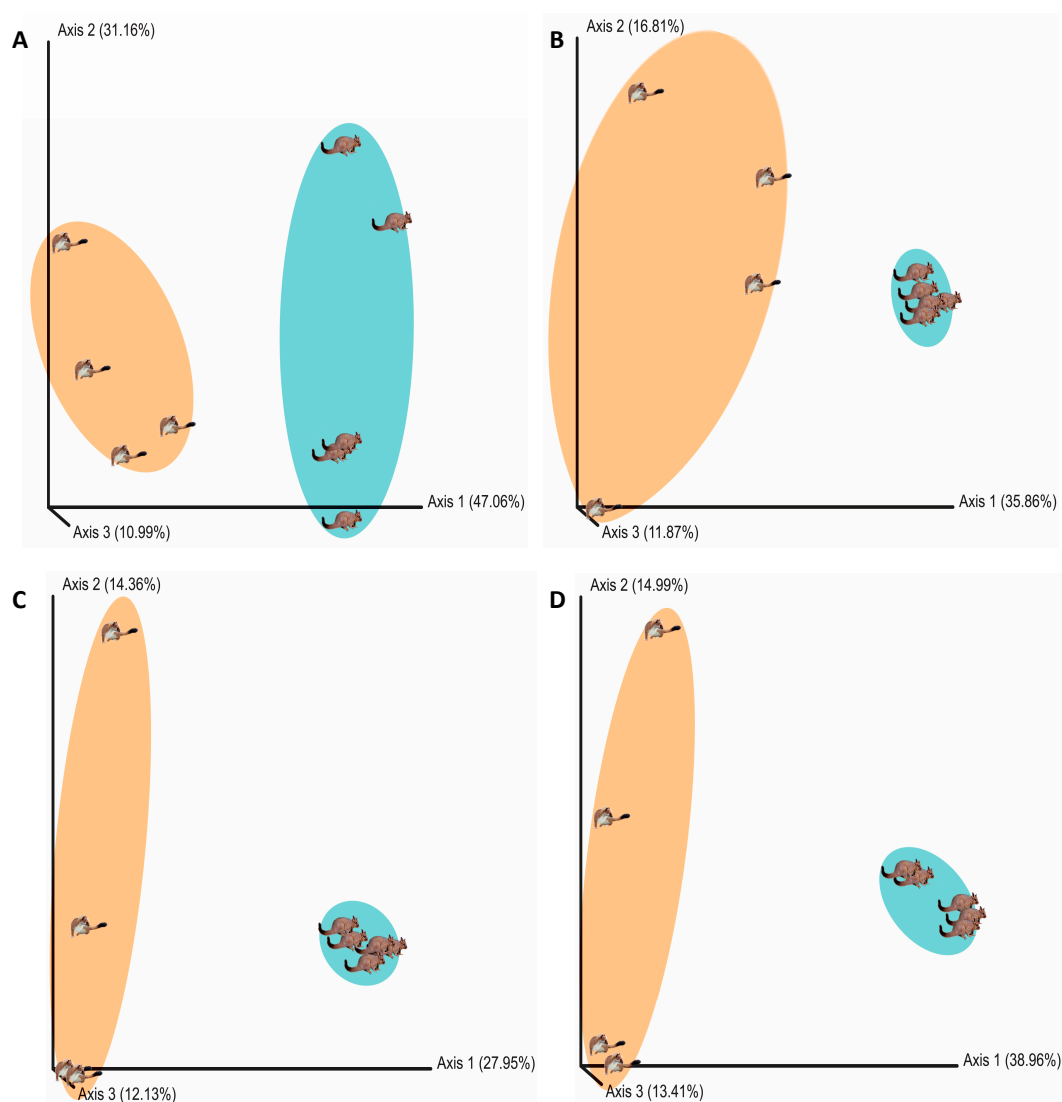 A
Axis 2 (31.16%)
Axis 1 (47.06%)
Axis 3 (10.99%)
B
Axis 2 (16.81%)
Axis 1 (35.86%)
Axis 3 (11.87%)
C
Axis 2 (14.36%)
Axis 1 (27.95%)
Axis 3 (12.13%)
D
Axis 2 (14.99%)
Axis 1 (38.96%)
Axis 3 (13.41%)